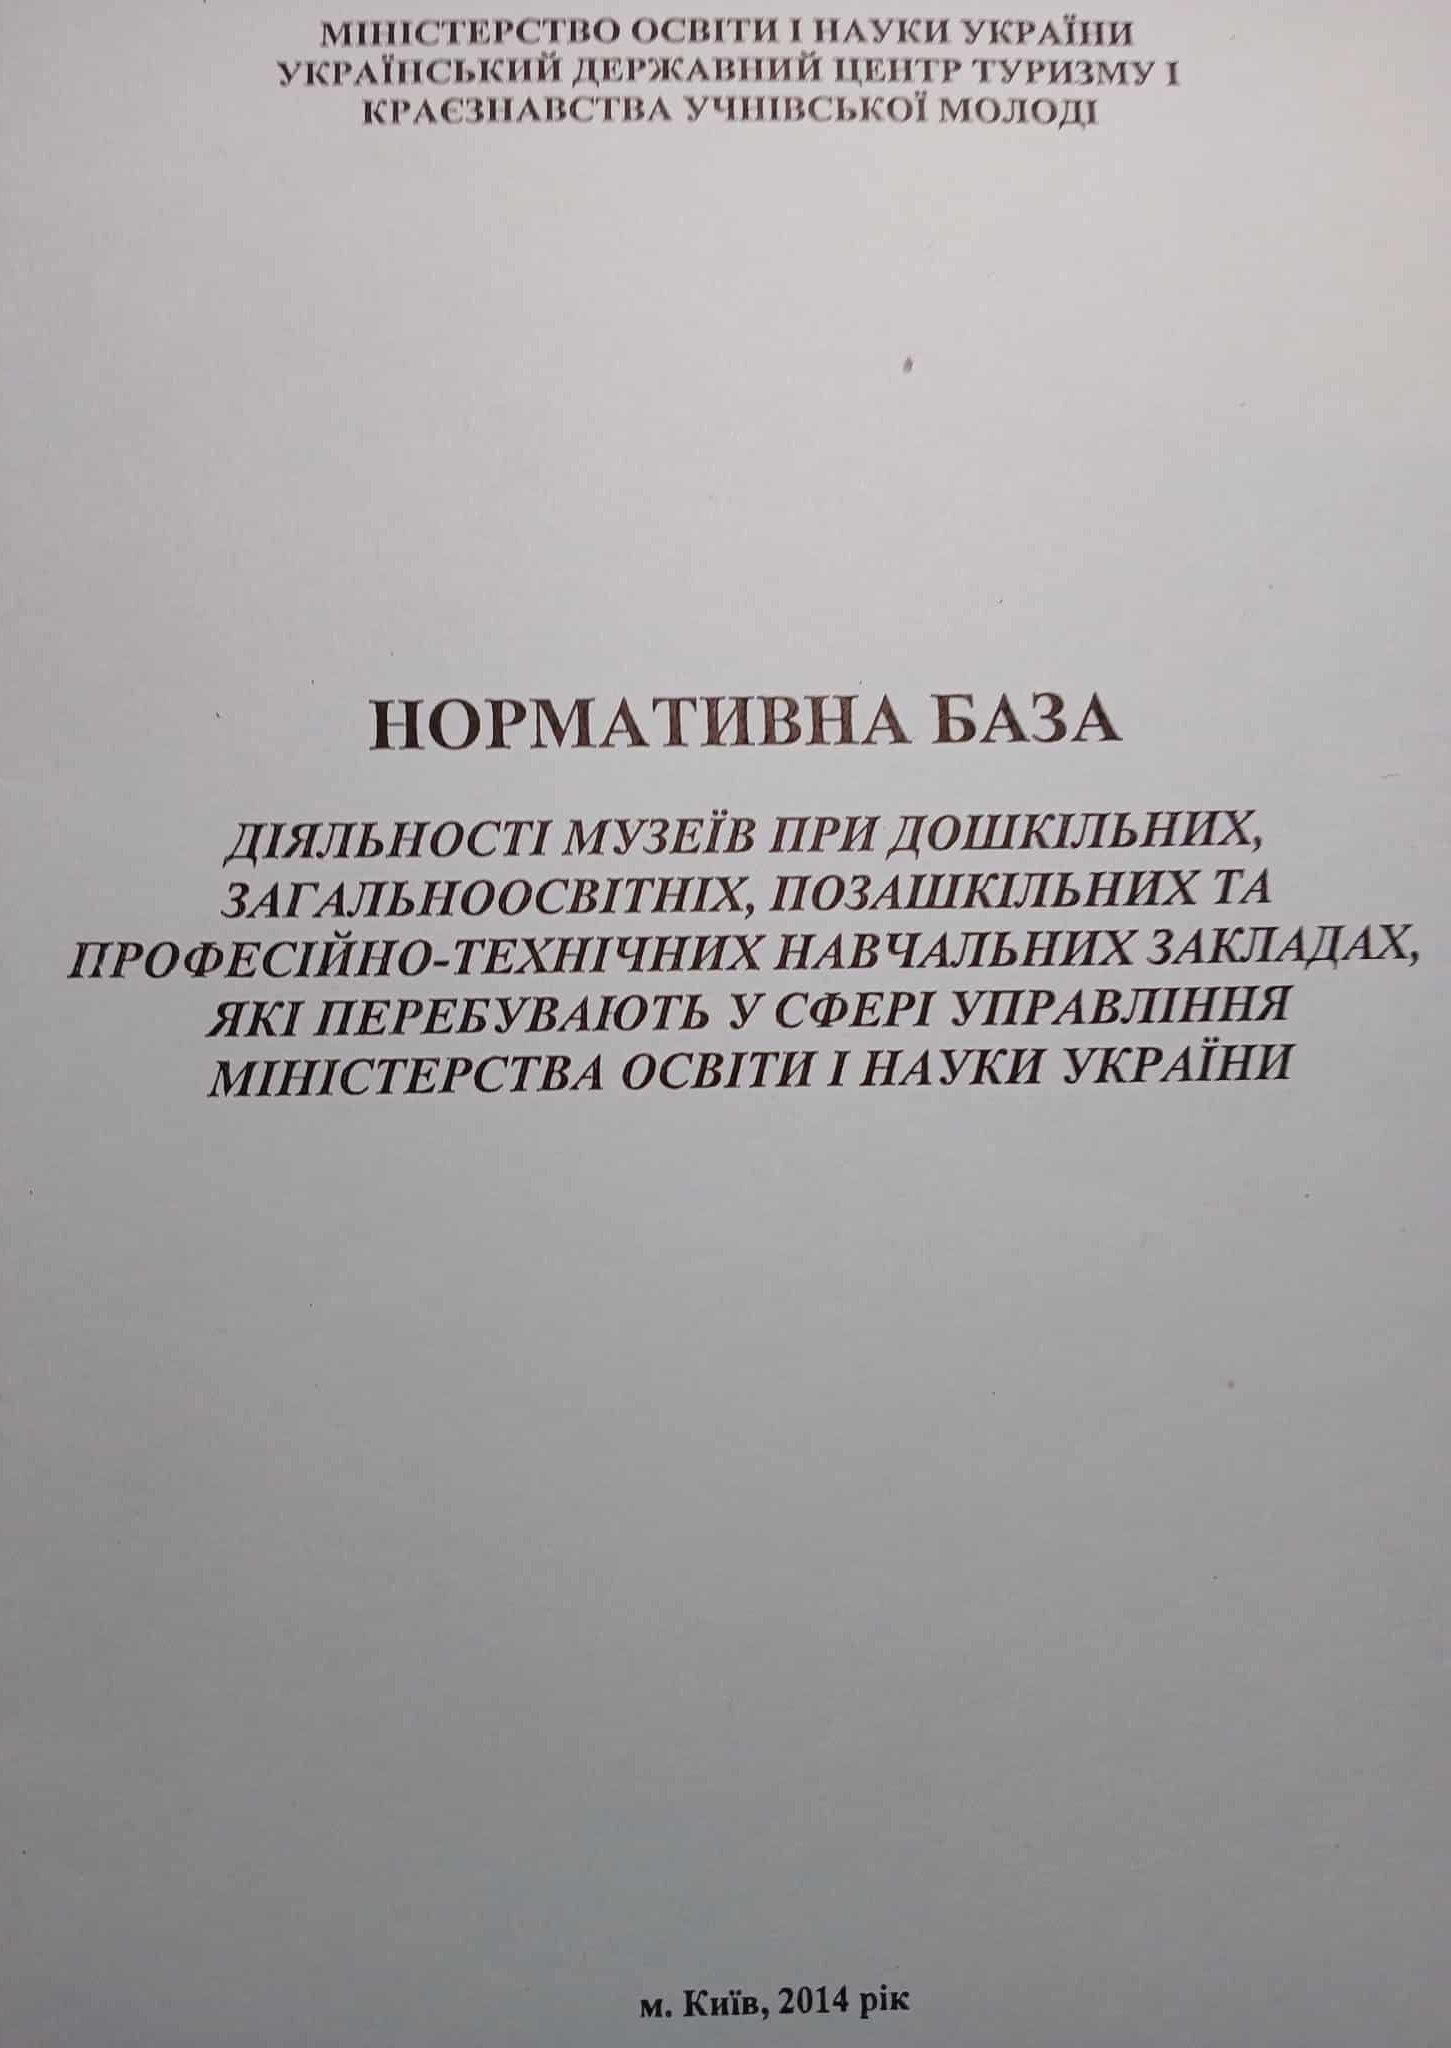 МІНІСТЕРСТВО ОСВІТИ І НАУКИ УКРАЇНИ
УКРАЇНСЬКИЙ ДЕРЖАВНИЙ ЦЕНТР ТУРИЗМУ І
КРАЄЗНАВСТВА УЧНІВСЬКОЇ МОЛОДІ
НОРМАТИВНА БАЗА
ДІЯЛЬНОСТІ МУЗЕЇВ ПРИ ДОШКІЛЬНИХ,
ЗАГАЛЬНООСВІТНІХ, ПОЗАШКІЛЬНИХ ТА
ПРОФЕСІЙНО-ТЕХНІЧНИХ НАВЧАЛЬНИХ ЗАКЛАДАХ,
ЯКІ ПЕРЕБУВАЮТЬ У СФЕРІ УПРАВЛІННЯ
МІНІСТЕРСТВА ОСВІТИ І НАУКИ УКРАЇНИ
м. Київ, 2014 рік